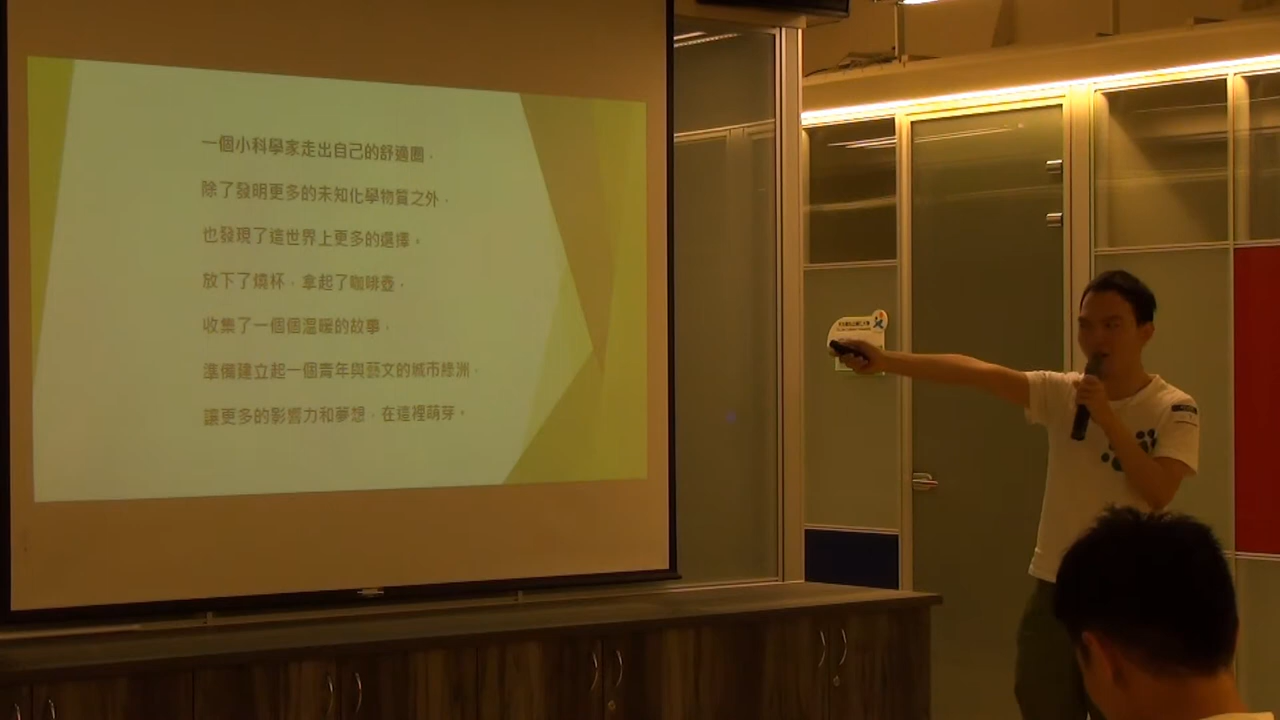 一個小科學家走出自己的舒適圈，
除了發明更多的未知化學物質之外，
也發現了這世界上更多的選擇。
放下了燒杯，拿起了咖啡壺，
收集了一個個溫暖的故事，
準備建立起一個青年與藝文的城市綠洲，
讓更多的影響力和夢想，在這裡萌芽。